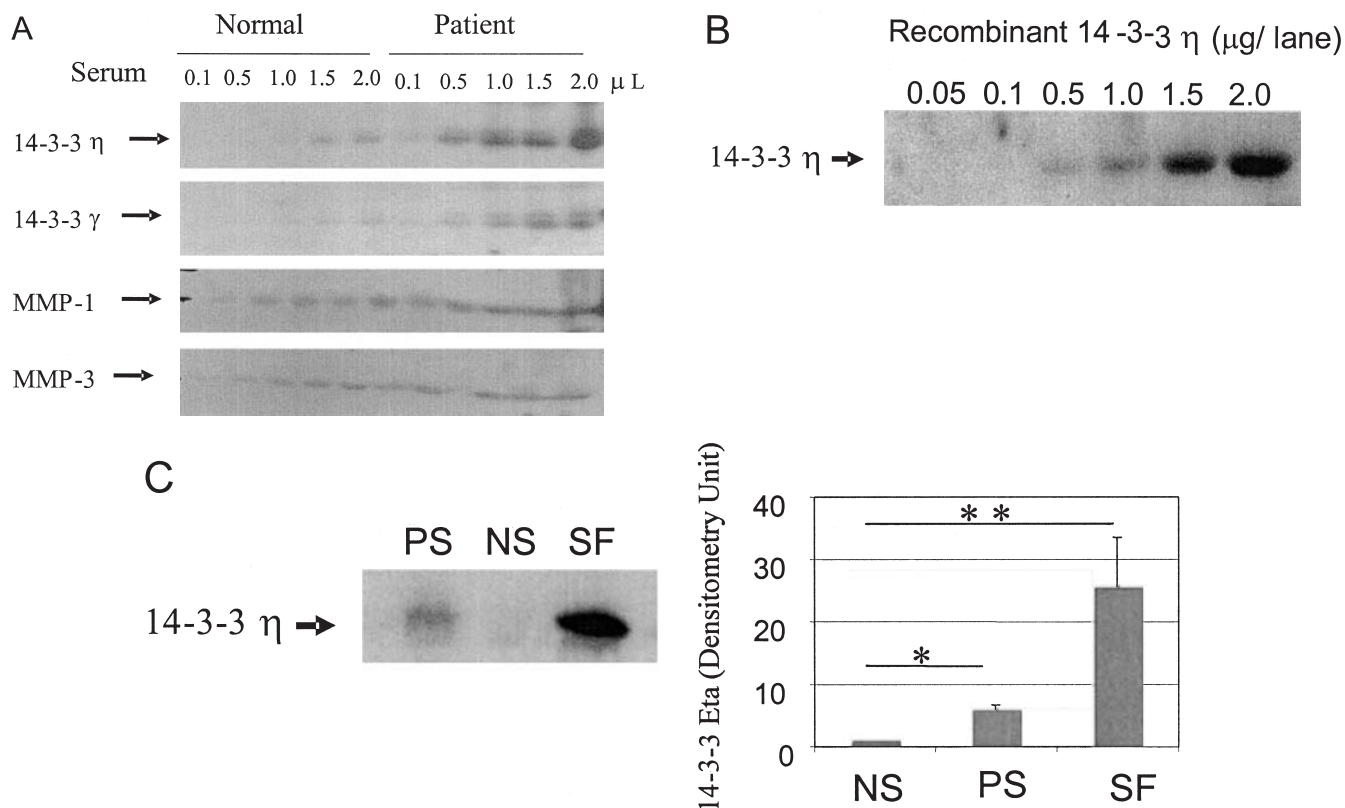 A
Normal Patient
Serum 0.1 0.5 1.0 1.5 2.0 0.1 0.5 1.0 1.5 2.0 μ L
14-3-3 η
14-3-3 γ
MMP-1
MMP-3
B
Recombinant 14-3-3 η (μg/ lane)
0.05 0.1 0.5 1.0 1.5 2.0
14-3-3 η
C
PS NS SF
14-3-3 η
14-3-3 Eta (Densitometry Unit)
40
30
20
10
0
* *
*
NS PS SF